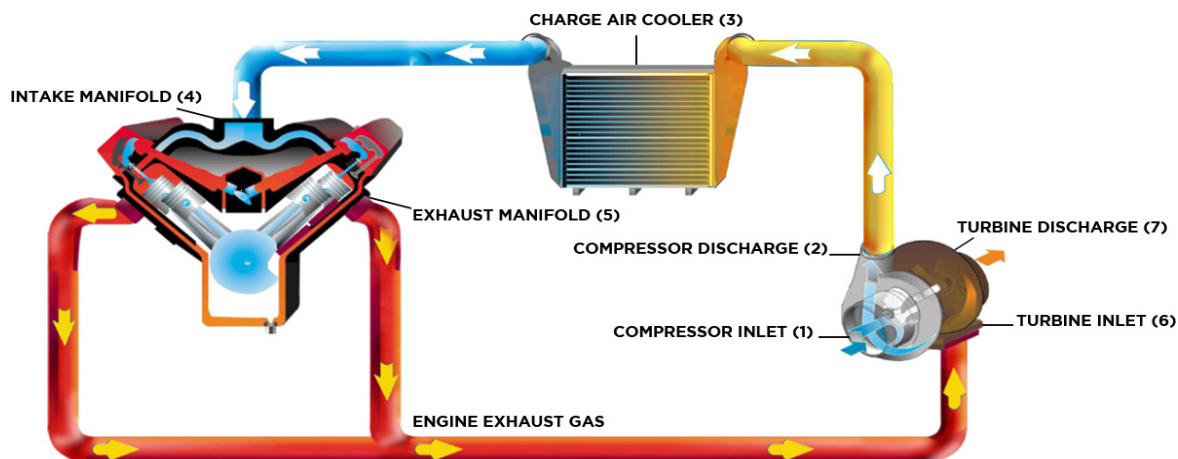 CHARGE AIR COOLER (3)
INTAKE MANIFOLD (4)
EXHAUST MANIFOLD (5)
COMPRESSOR DISCHARGE (2)
TURBINE DISCHARGE (7)
COMPRESSOR INLET (1)
TURBINE INLET (6)
ENGINE EXHAUST GAS